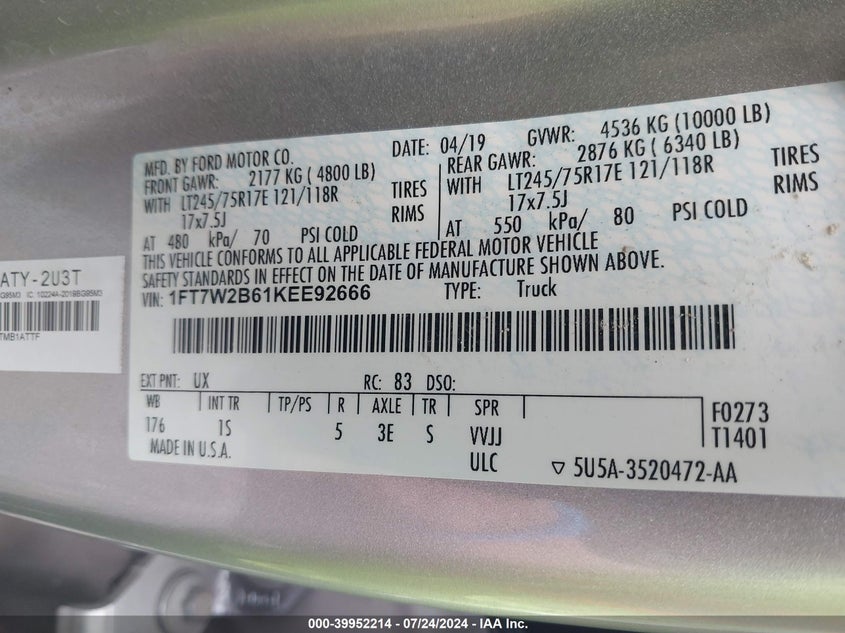 MFD. BY FORD MOTOR CO. DATE: 04/19 GVWR: 4536 KG (10000 LB)
FRONT GAWR: 2177 KG ( 4800 LB) REAR GAWR: 2876 KG ( 6340 LB)
WITH LT245/75R17E 121/118R TIRES WITH LT245/75R17E 121/118R TIRES
17x7.5J RIMS 17x7.5J RIMS
AT 480 kPa/ 70 PSI COLD AT 550 kPa/ 80 PSI COLD
THIS VEHICLE CONFORMS TO ALL APPLICABLE FEDERAL MOTOR VEHICLE
SAFETY STANDARDS IN EFFECT ON THE DATE OF MANUFACTURE SHOWN ABOVE.
VIN: 1FT7W2B61KEE92666 TYPE: Truck
EXT PNT: UX RC: 83 DSO:
WB INT TR TP/PS R AXLE TR SPR
176 1S 5 3E S VVJJ
ULC
F0273
T1401
MADE IN U.S.A.
5U5A-3520472-AA
ATY-2U3T
IC: 10224A-2019BG95M3
TMB1ATTF
000-39952214 - 07/24/2024 - IAA Inc.